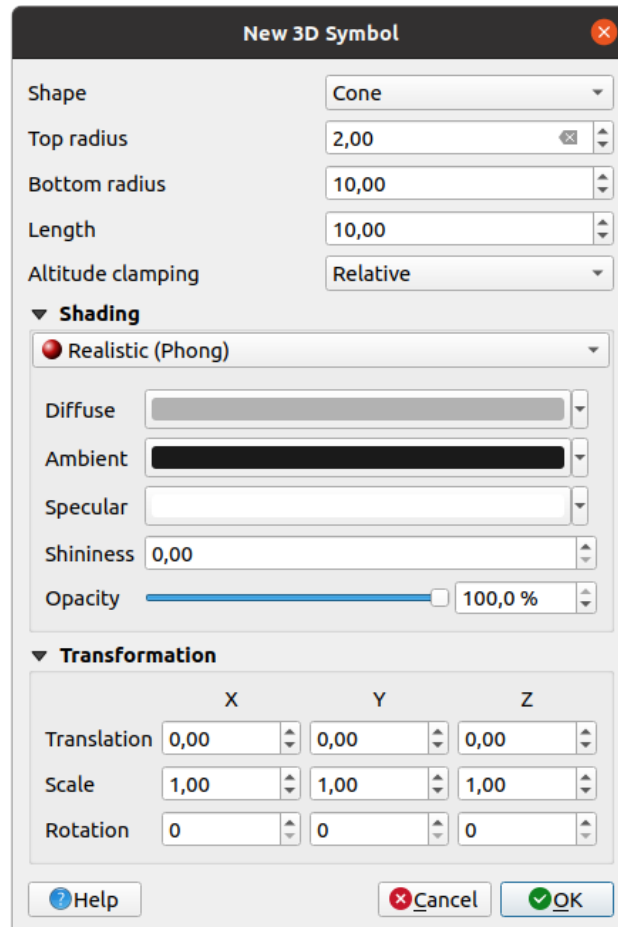 New 3D Symbol
Shape Cone
Top radius 2,00
Bottom radius 10,00
Length 10,00
Altitude clamping Relative
Shading
Realistic (Phong)
Diffuse
Ambient
Specular
Shininess 0,00
Opacity 100,0 %
Transformation
X Y Z
Translation 0,00 0,00 0,00
Scale 1,00 1,00 1,00
Rotation 0 0 0
Help Cancel OK